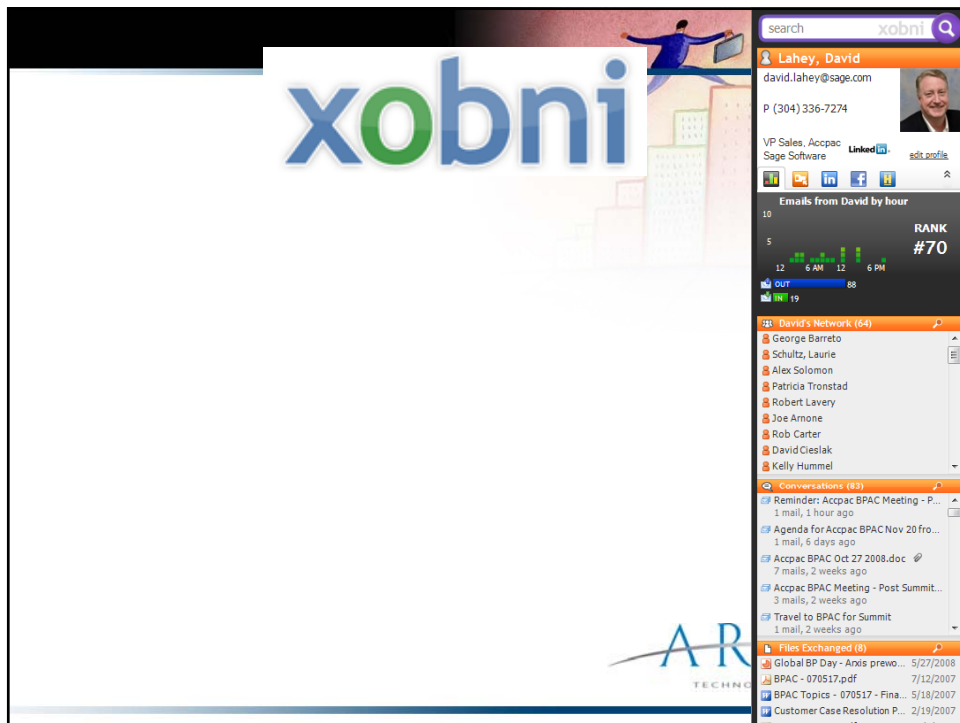 xobni
search xobni
Lahey, David
david.lahey@sage.com
P (304) 336-7274
VP Sales, Accpac
Sage Software
Linked in
edit profile
Emails from David by hour
10
RANK
5
#70
12 6 AM 12 6 PM
OUT 88
IN 19
David's Network (64)
George Barreto
Schultz, Laurie
Alex Solomon
Patricia Tronstad
Robert Lavery
Joe Arnone
Rob Carter
David Cieslak
Kelly Hummel
Conversations (83)
Reminder: Accpac BPAC Meeting - P...
1 mail, 1 hour ago
Agenda for Accpac BPAC Nov 20 fro...
1 mail, 6 days ago
Accpac BPAC Oct 27 2008.doc
7 mails, 2 weeks ago
Accpac BPAC Meeting - Post Summit...
3 mails, 2 weeks ago
Travel to BPAC for Summit
1 mail, 2 weeks ago
AR
TECHNO
Files Exchanged (8)
Global BP Day - Arxis prewo... 5/27/2008
BPAC - 070517.pdf 7/12/2007
BPAC Topics - 070517 - Fina... 5/18/2007
Customer Case Resolution P... 2/19/2007